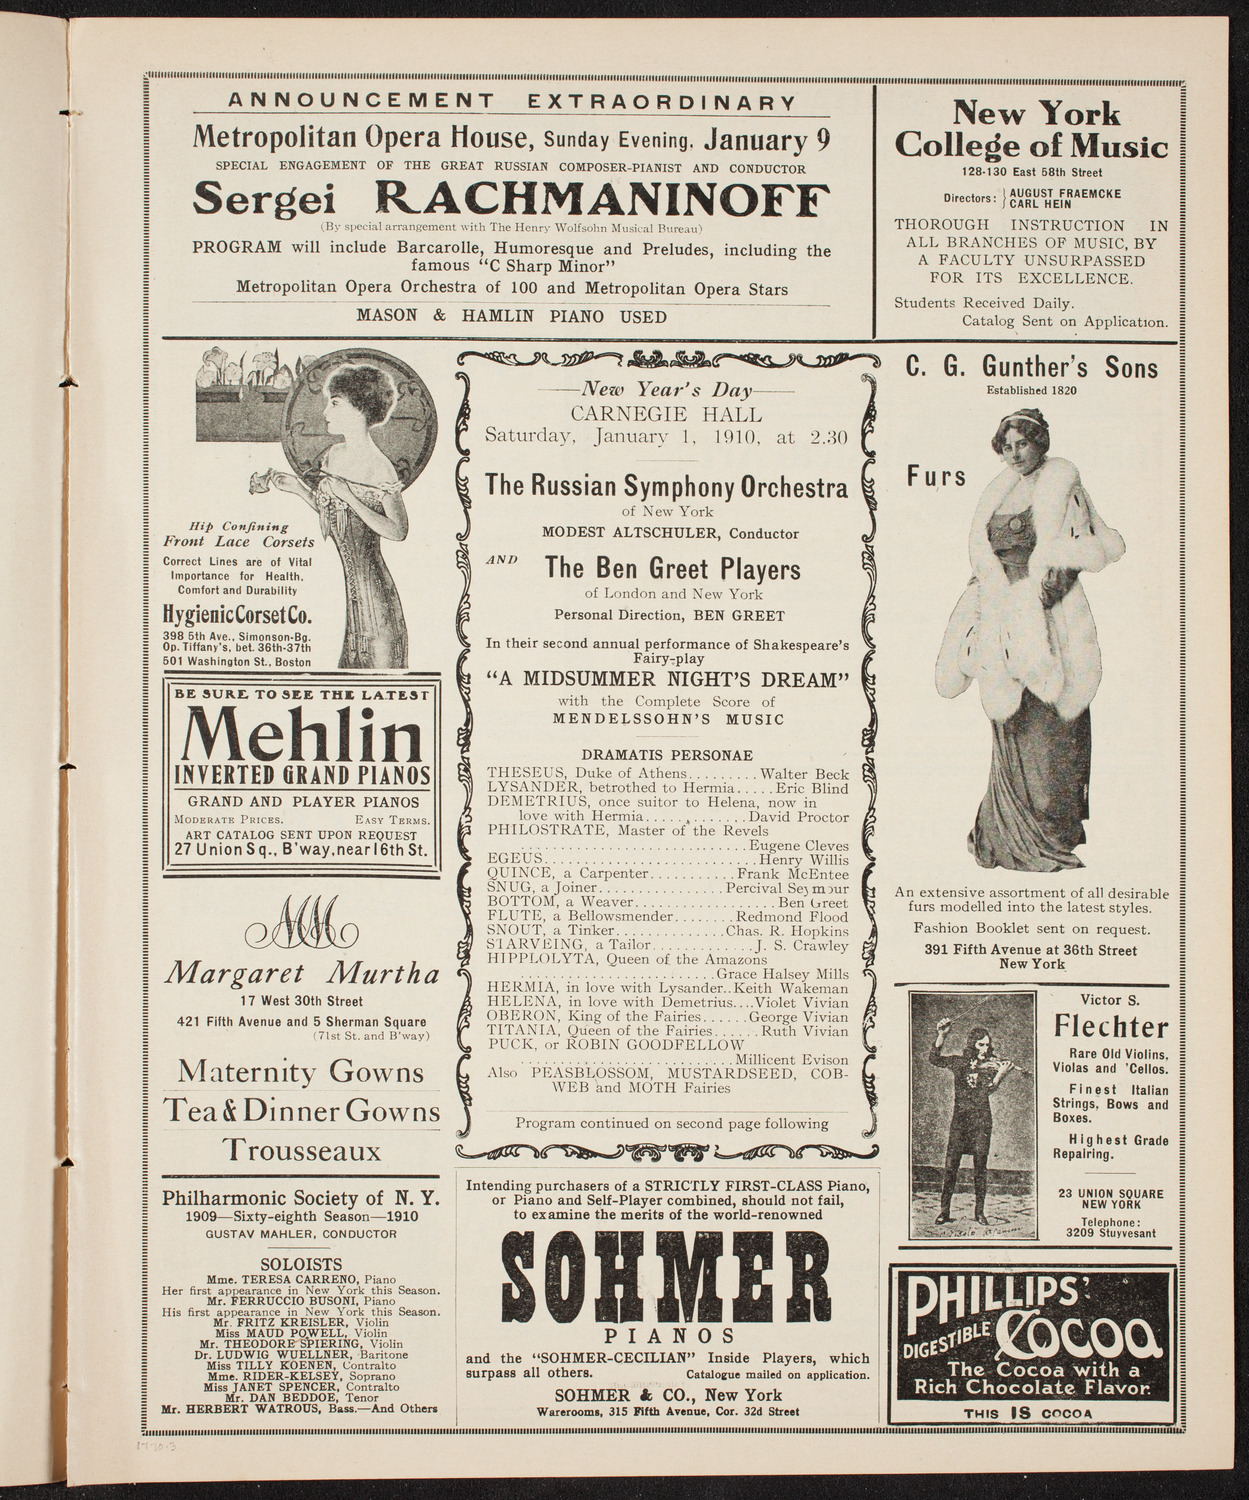 ANNOUNCEMENT EXTRAORDINARY
Metropolitan Opera House, Sunday Evening, January 9
SPECIAL ENGAGEMENT OF THE GREAT RUSSIAN COMPOSER-PIANIST AND CONDUCTOR
Sergei RACHMANINOFF
(By special arrangement with The Henry Wolfsohn Musical Bureau)
PROGRAM will include Barcarolle, Humoresque and Preludes, including the
famous "C Sharp Minor"
Metropolitan Opera Orchestra of 100 and Metropolitan Opera Stars
MASON & HAMLIN PIANO USED
New York
College of Music
128-130 East 58th Street
Directors: AUGUST FRAEMCKE
CARL HEIN
THOROUGH INSTRUCTION IN
ALL BRANCHES OF MUSIC, BY
A FACULTY UNSURPASSED
FOR ITS EXCELLENCE.
Students Received Daily.
Catalog Sent on Application.
Hip Confining
Front Lace Corsets
Correct Lines are of Vital
Importance for Health,
Comfort and Durability
Hygienic Corset Co.
398 5th Ave., Simonson-Bg.
Op. Tiffany's, bet. 36th-37th
501 Washington St., Boston
BE SURE TO SEE THE LATEST
Mehlin
INVERTED GRAND PIANOS
GRAND AND PLAYER PIANOS
MODERATE PRICES. EASY TERMS.
ART CATALOG SENT UPON REQUEST
27 Union Sq., B'way, near 16th St.
MM
Margaret Murtha
17 West 30th Street
421 Fifth Avenue and 5 Sherman Square
(71st St. and B'way)
Maternity Gowns
Tea & Dinner Gowns
Trousseaux
Philharmonic Society of N. Y.
1909—Sixty-eighth Season—1910
GUSTAV MAHLER, CONDUCTOR
SOLOISTS
Mme. TERESA CARRENO, Piano
Her first appearance in New York this Season.
Mr. FERRUCCIO BUSONI, Piano
His first appearance in New York this Season.
Mr. FRITZ KREISLER, Violin
Miss MAUD POWELL, Violin
Mr. THEODORE SPIERING, Violin
Dr. LUDWIG WUELLNER, Baritone
Miss TILLY KOENEN, Contralto
Mme. RIDER-KELSEY, Soprano
Miss JANET SPENCER, Contralto
Mr. DAN BEDDOE, Tenor
Mr. HERBERT WATROUS, Bass.—And Others
New Year's Day
CARNEGIE HALL
Saturday, January 1, 1910, at 2.30
The Russian Symphony Orchestra
of New York
MODEST ALTSCHULER, Conductor
AND The Ben Greet Players
of London and New York
Personal Direction, BEN GREET
In their second annual performance of Shakespeare's
Fairy-play
"A MIDSUMMER NIGHT'S DREAM"
with the Complete Score of
MENDELSSOHN'S MUSIC
DRAMATIS PERSONAE
THESEUS, Duke of Athens.........Walter Beck
LYSANDER, betrothed to Hermia.....Eric Blind
DEMETRIUS, once suitor to Helena, now in
love with Hermia............David Proctor
PHILOSTRATE, Master of the Revels
............................Eugene Cleves
EGEUS..........................Henry Willis
QUINCE, a Carpenter...........Frank McEntee
SNUG, a Joiner................Percival Seymour
BOTTOM, a Weaver..................Ben Greet
FLUTE, a Bellowsmender........Redmond Flood
SNOUT, a Tinker.............Chas. R. Hopkins
STARVEING, a Tailor............J. S. Crawley
HIPPLOLYTA, Queen of the Amazons
........................Grace Halsey Mills
HERMIA, in love with Lysander..Keith Wakeman
HELENA, in love with Demetrius....Violet Vivian
OBERON, King of the Fairies......George Vivian
TITANIA, Queen of the Fairies......Ruth Vivian
PUCK, or ROBIN GOODFELLOW
..........................Millicent Evison
Also PEASBLOSSOM, MUSTARDSEED, COB-
WEB and MOTH Fairies
Program continued on second page following
Intending purchasers of a STRICTLY FIRST-CLASS Piano,
or Piano and Self-Player combined, should not fail,
to examine the merits of the world-renowned
SOHMER
PIANOS
and the "SOHMER-CECILIAN" Inside Players, which
surpass all others. Catalogue mailed on application.
SOHMER & CO., New York
Warerooms, 315 Fifth Avenue, Cor. 32d Street
C. G. Gunther's Sons
Established 1820
Furs
An extensive assortment of all desirable
furs modelled into the latest styles.
Fashion Booklet sent on request.
391 Fifth Avenue at 36th Street
New York
Victor S.
Flechter
Rare Old Violins,
Violas and 'Cellos.
Finest Italian
Strings, Bows and
Boxes.
Highest Grade
Repairing.
23 UNION SQUARE
NEW YORK
Telephone:
3209 Stuyvesant
PHILLIPS'
DIGESTIBLE COCOA
The Cocoa with a
Rich Chocolate Flavor.
THIS IS COCOA